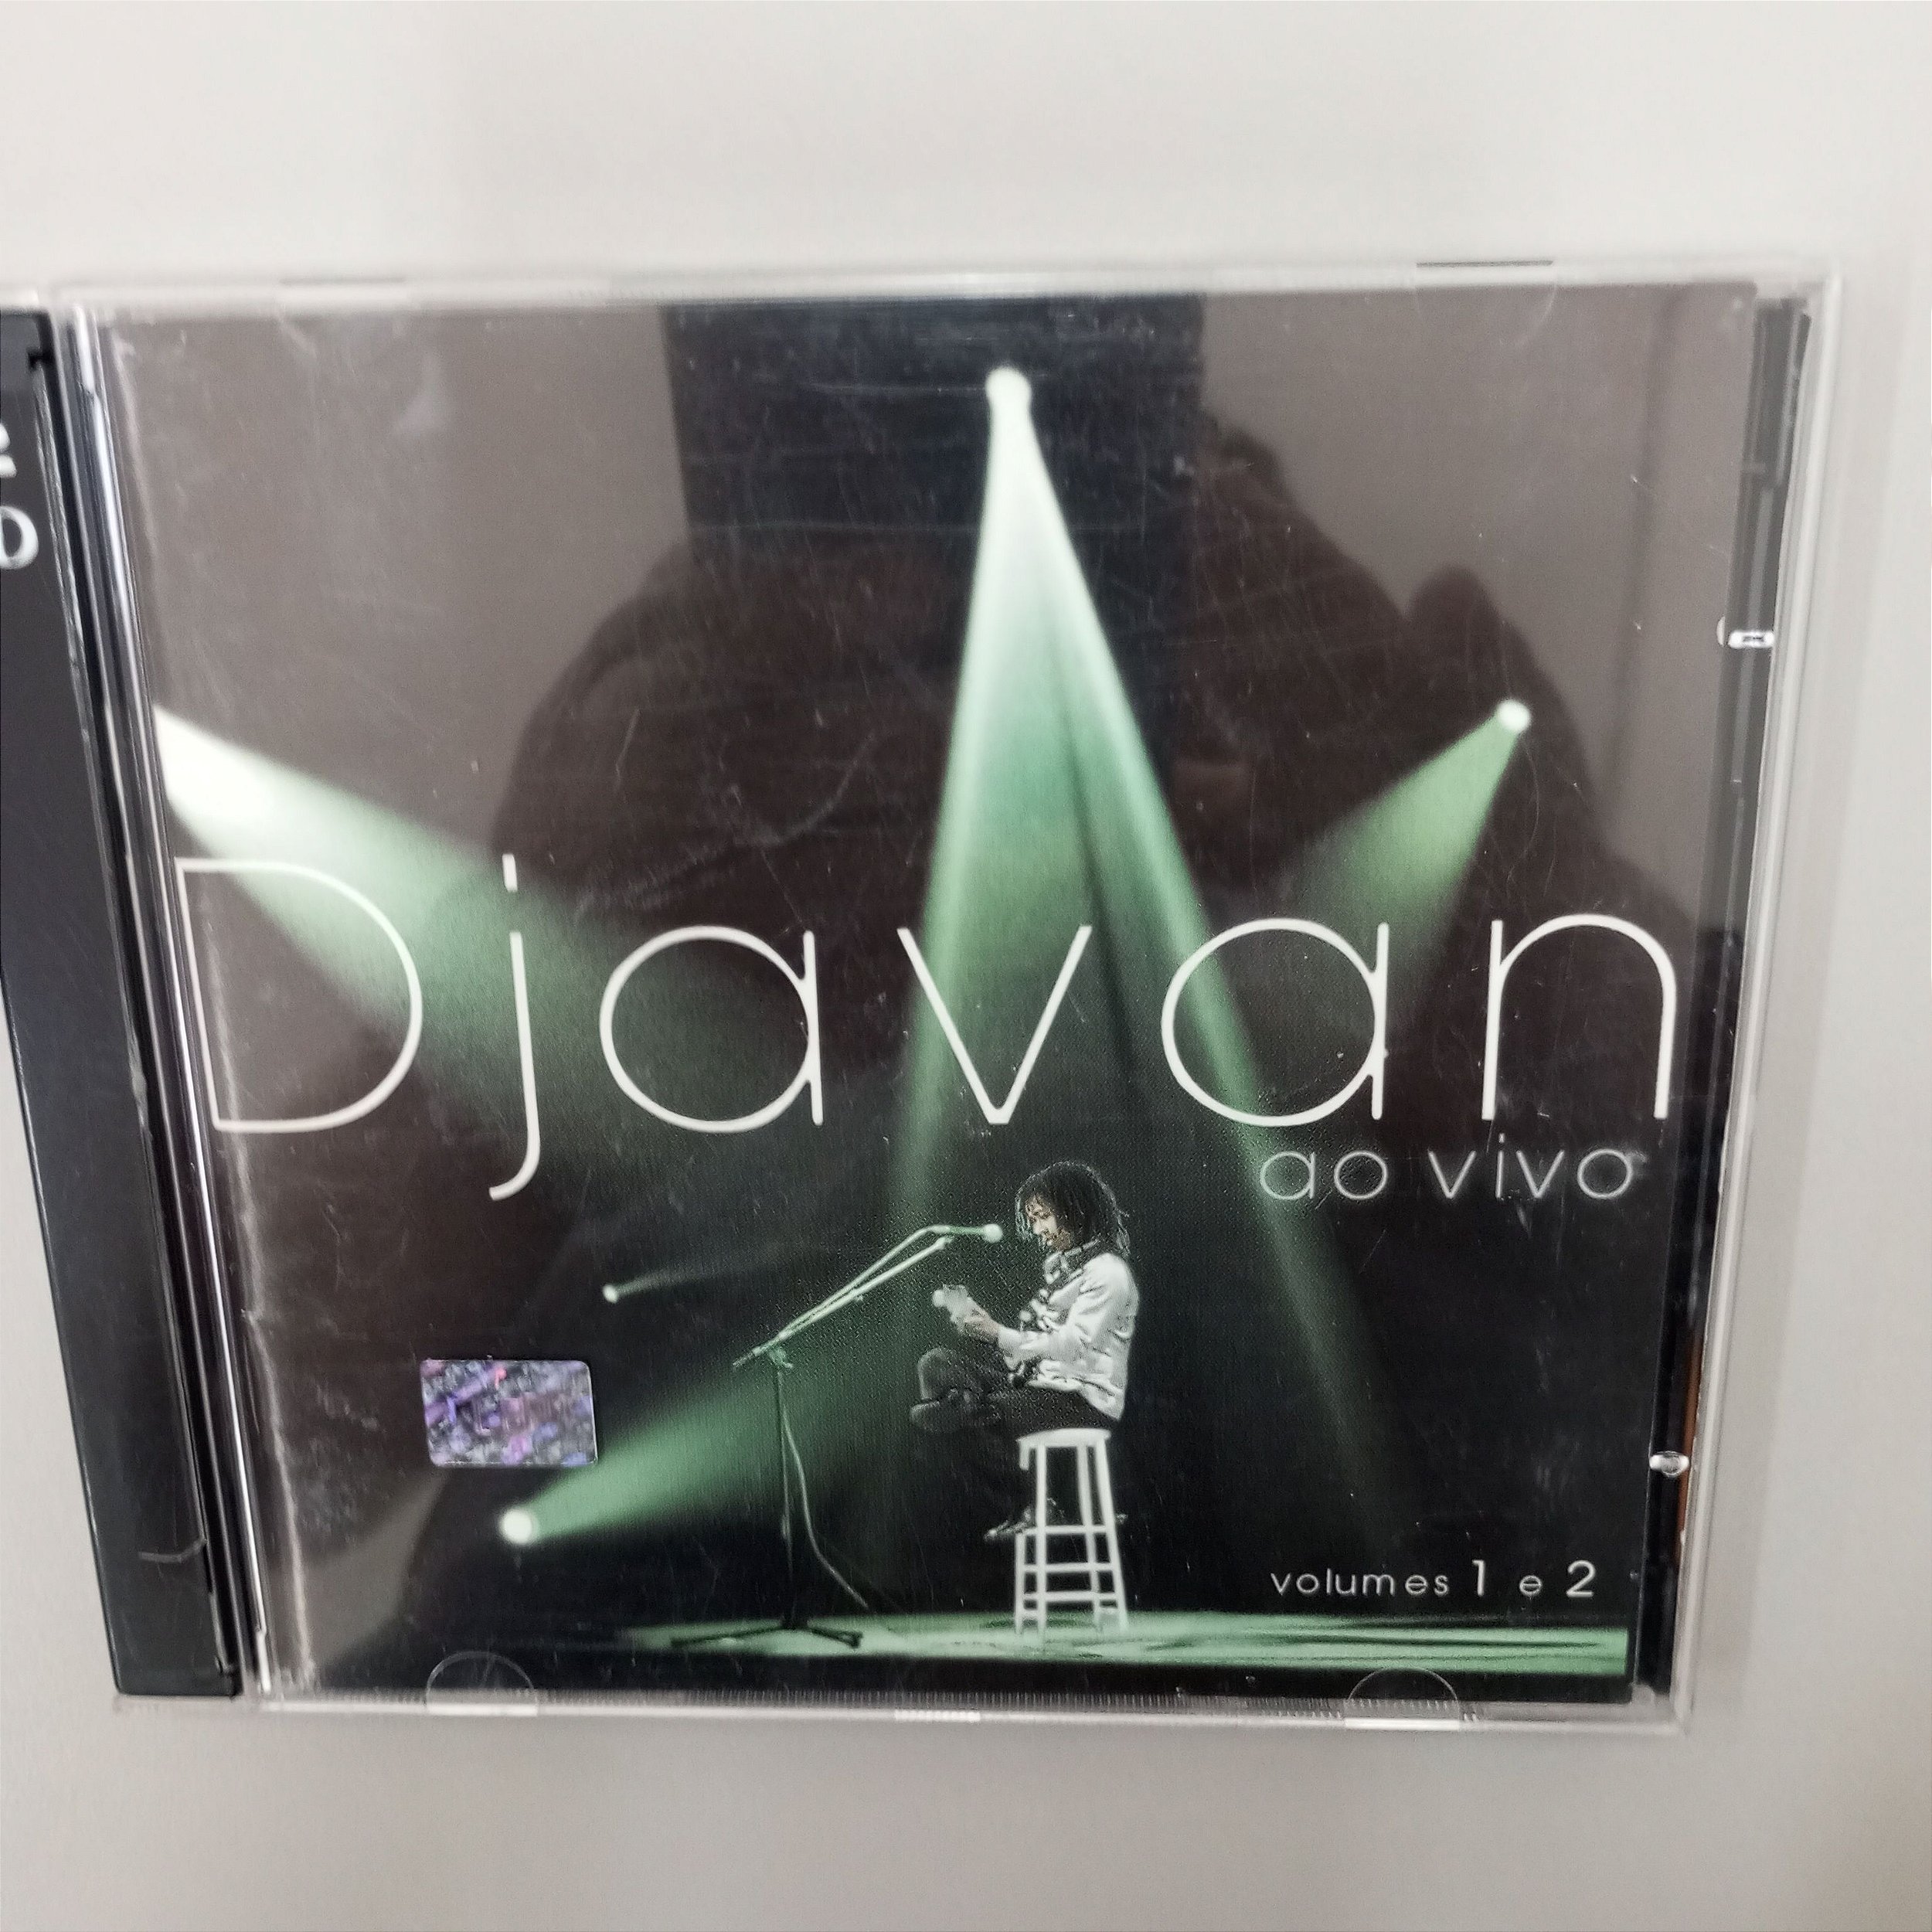 Djavan
ao vivo
volumes 1 e 2